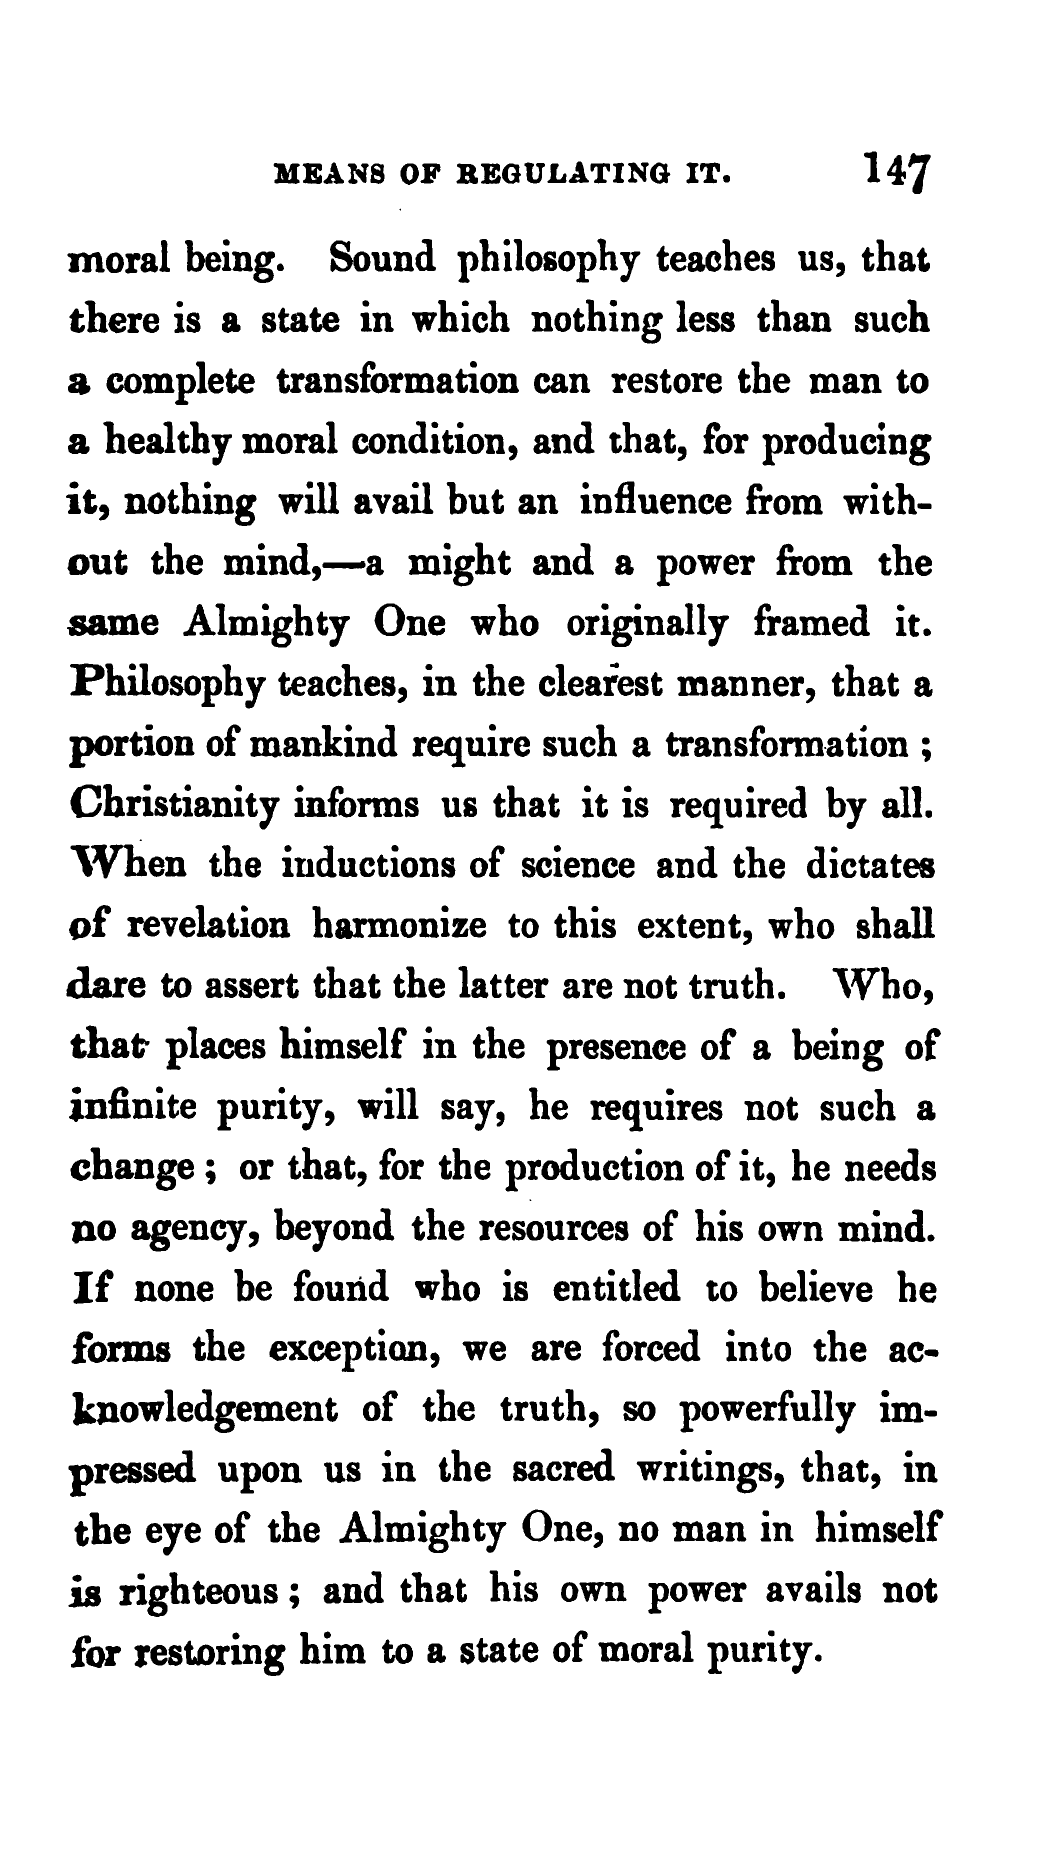 MEANS OF REGULATING IT. 147
moral being. Sound philosophy teaches us, that
there is a state in which nothing less than such
a complete transformation can restore the man to
a healthy moral condition, and that, for producing
it, nothing will avail but an influence from with-
out the mind,—a might and a power from the
same Almighty One who originally framed it.
Philosophy teaches, in the clearest manner, that a
portion of mankind require such a transformation ;
Christianity informs us that it is required by all.
When the inductions of science and the dictates
of revelation harmonize to this extent, who shall
dare to assert that the latter are not truth. Who,
that places himself in the presence of a being of
infinite purity, will say, he requires not such a
change ; or that, for the production of it, he needs
no agency, beyond the resources of his own mind.
If none be found who is entitled to believe he
forms the exception, we are forced into the ac-
knowledgement of the truth, so powerfully im-
pressed upon us in the sacred writings, that, in
the eye of the Almighty One, no man in himself
is righteous ; and that his own power avails not
for restoring him to a state of moral purity.